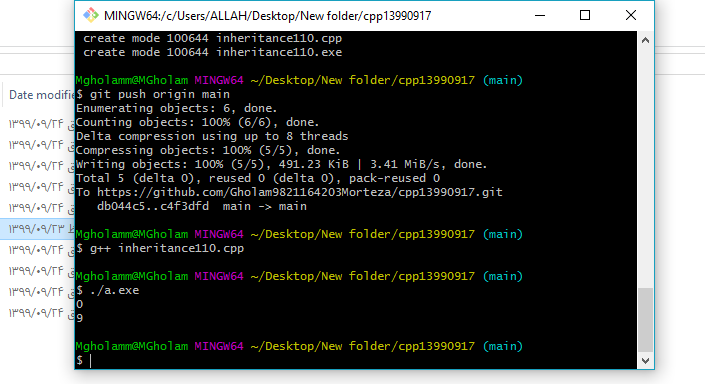 MINGW64:/c/Users/ALLAH/Desktop/New folder/cpp13990917
create mode 100644 inheritance110.cpp
create mode 100644 inheritance110.exe
Mgholamm@MGholam MINGW64 ~/Desktop/New folder/cpp13990917 (main)
$ git push origin main
Enumerating objects: 6, done.
Counting objects: 100% (6/6), done.
Delta compression using up to 8 threads
Compressing objects: 100% (5/5), done.
Writing objects: 100% (5/5), 491.23 KiB | 3.41 MiB/s, done.
Total 5 (delta 0), reused 0 (delta 0), pack-reused 0
To https://github.com/Gholam9821164203Morteza/cpp13990917.git
db044c5..c4f3dfd  main -> main
Mgholamm@MGholam MINGW64 ~/Desktop/New folder/cpp13990917 (main)
$ g++ inheritance110.cpp
Mgholamm@MGholam MINGW64 ~/Desktop/New folder/cpp13990917 (main)
$ ./a.exe
0
9
Mgholamm@MGholam MINGW64 ~/Desktop/New folder/cpp13990917 (main)
$
Date modifie
۱۳۹۹/۰۹/۲۴
۱۳۹۹/۰۹/۲۴
۱۳۹۹/۰۹/۲۴
۱۳۹۹/۰۹/۲۴
۱۳۹۹/۰۹/۲۴
۱۳۹۹/۰۹/۲۳
۱۳۹۹/۰۹/۲۴
۱۳۹۹/۰۹/۲۴
۱۳۹۹/۰۹/۲۴
۱۳۹۹/۰۹/۲۴